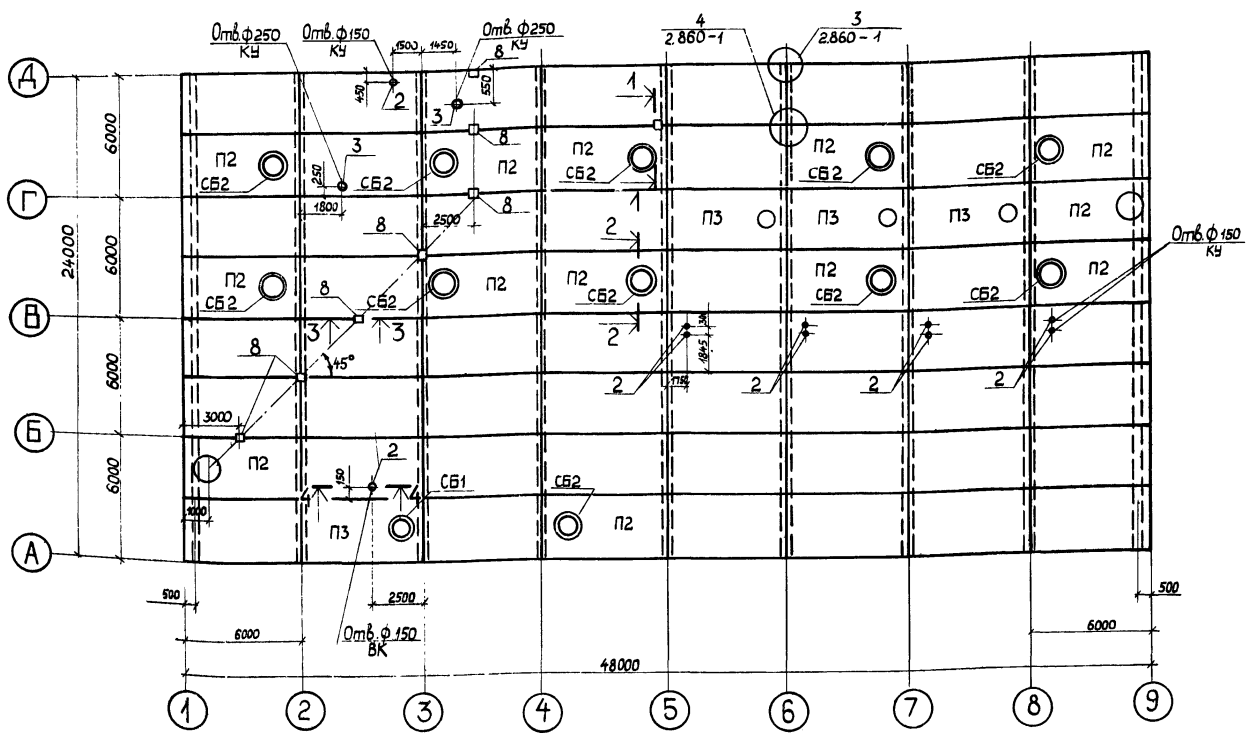 Отв. ф250
КУ
Отв. ф150
КУ
Отв. ф250
КУ
4
2.860-1
3
2.860-1
1500
1450
8
450
550
2
3
1
Д
6000
П2
СБ2
3
СБ2
8
П2
П2
СБ2
П2
СБ2
П2
СБ2
250
1800
2500
8
Г
24000
6000
8
2
П3
П3
П3
П2
Отв. ф150
КУ
П2
СБ2
8
СБ2
П2
П2
СБ2
П2
СБ2
П2
СБ2
В
3
3
2
1845
1750
8
45°
2
2
2
2
6000
3000
Б
6000
П2
150
2
4
4
СБ1
СБ2
1000
П3
П2
А
500
2500
500
6000
Отв. ф150
ВК
6000
48000
1
2
3
4
5
6
7
8
9